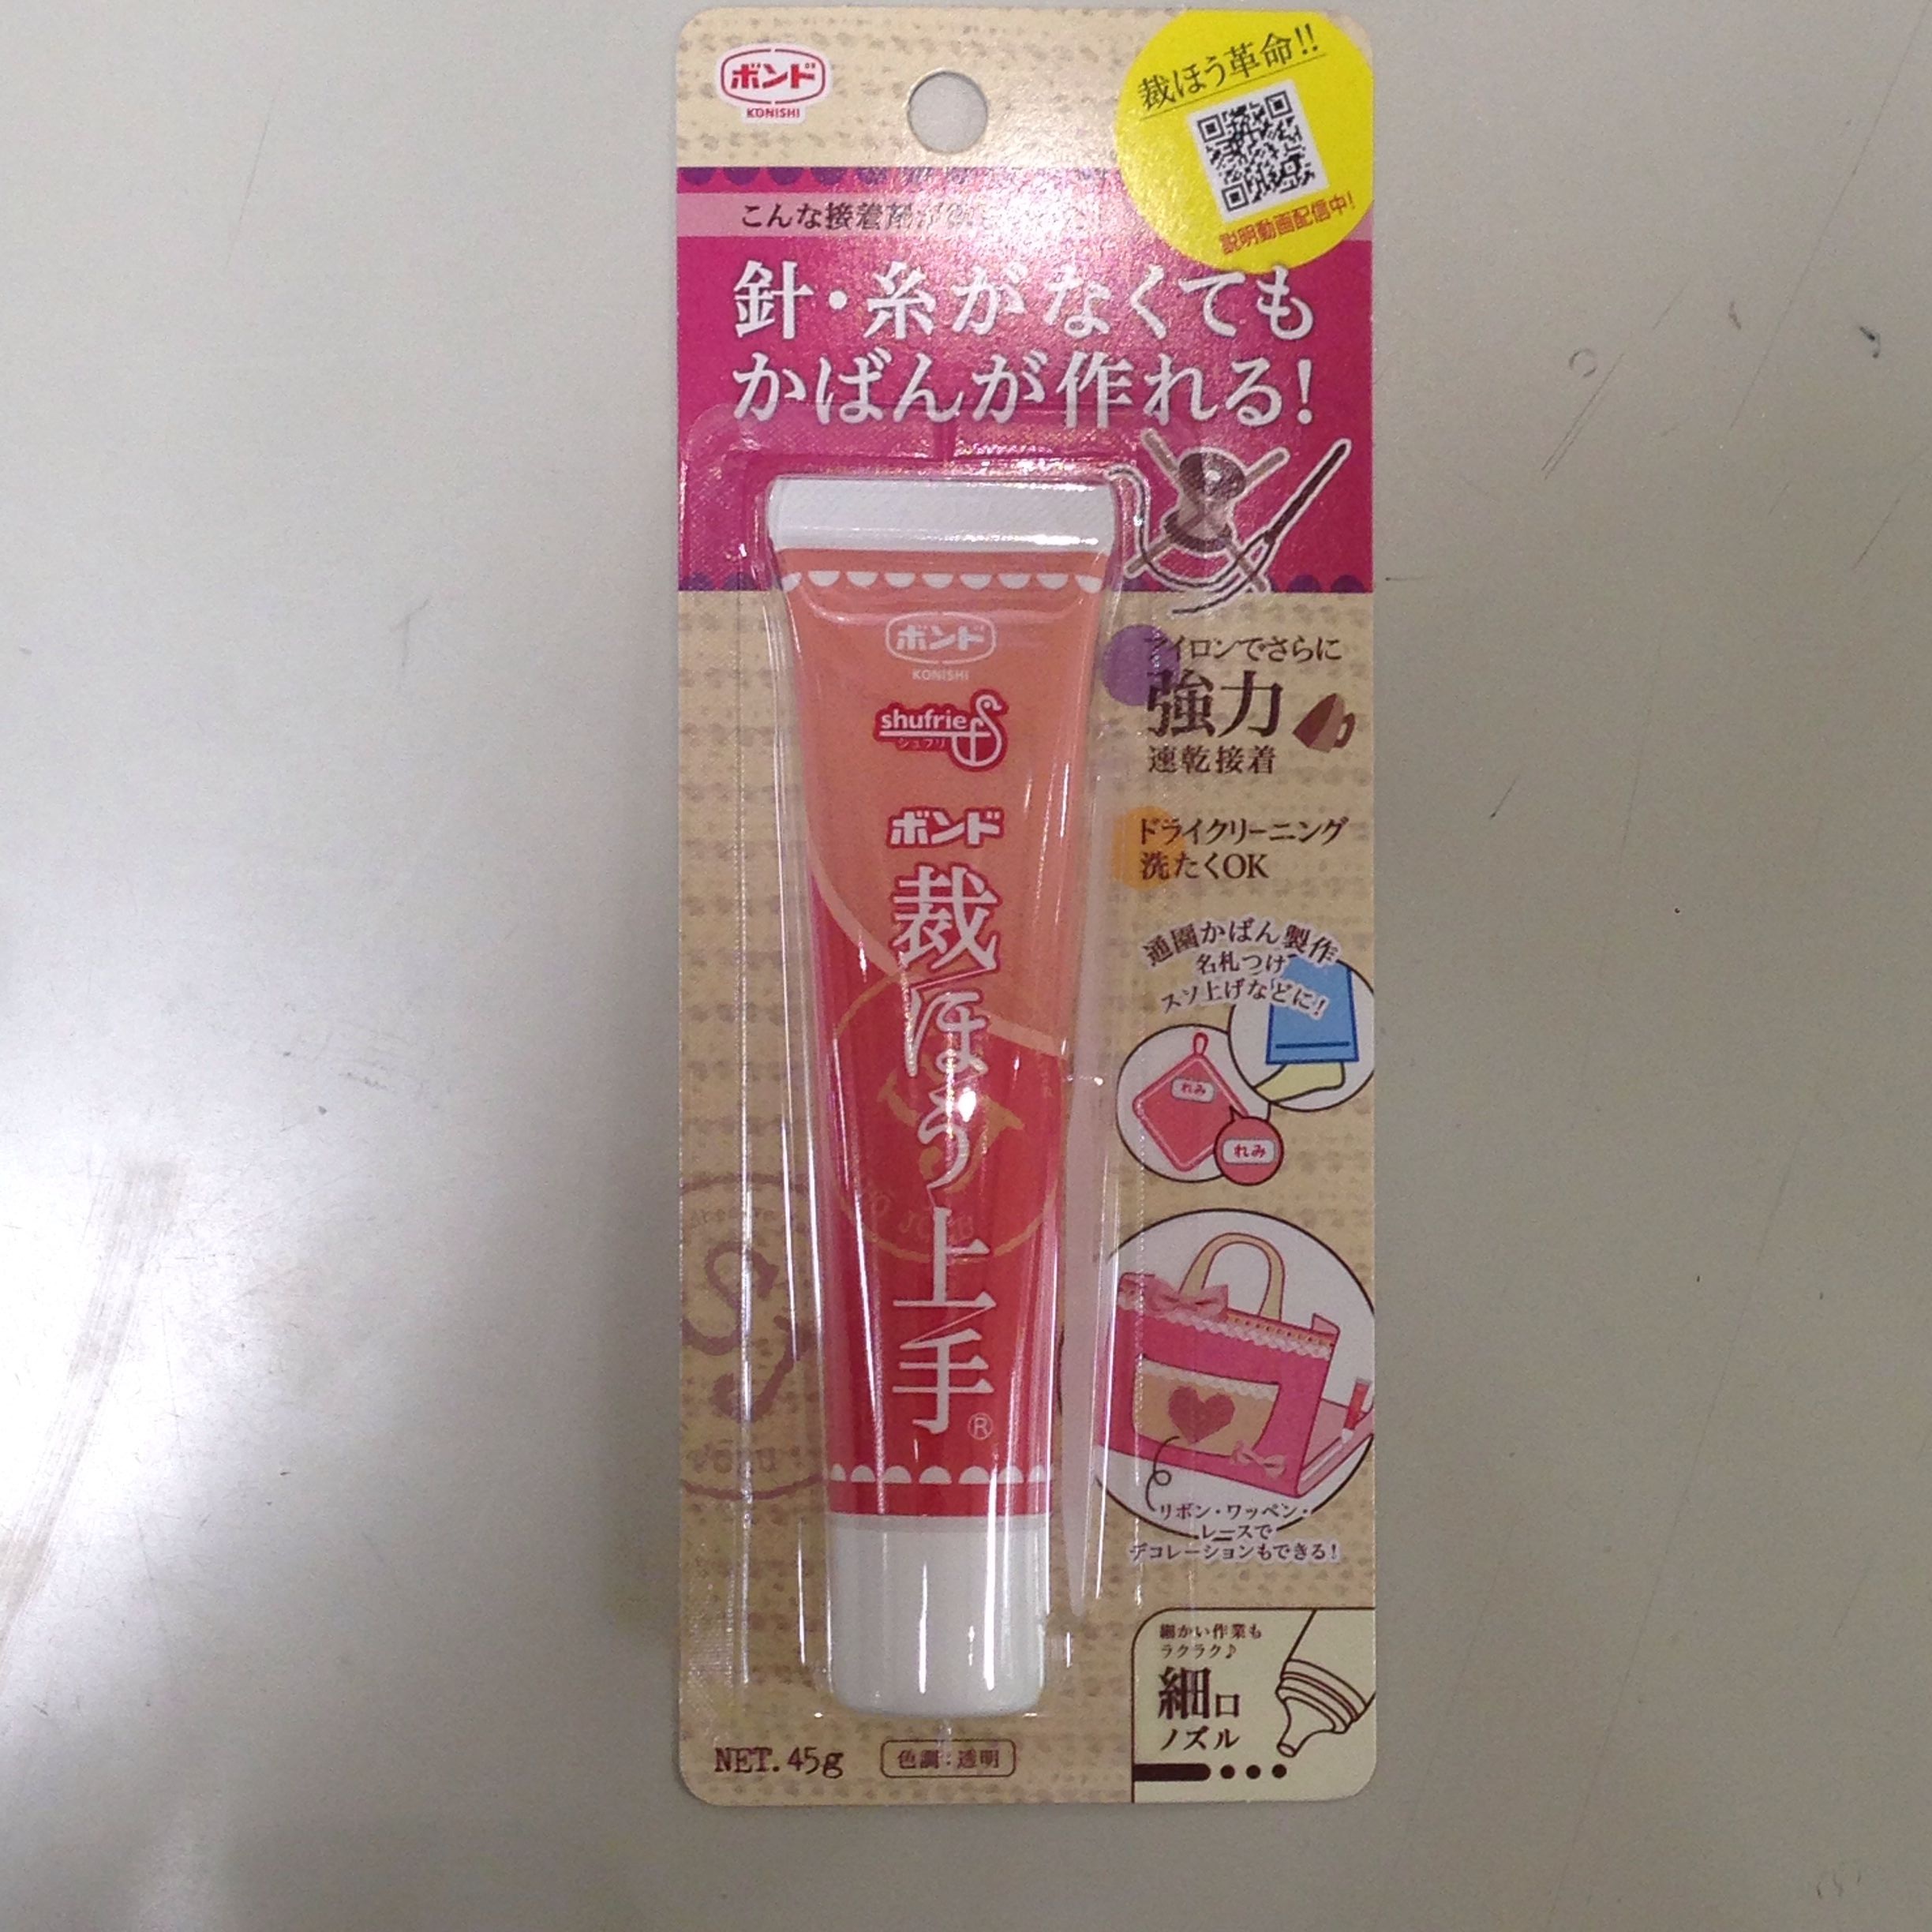 ボンド
KONISHI
裁ほう革命!!
説明動画配信中!
こんな接着剤が
針・糸がなくても
かばんが作れる!
ボンド
KONISHI
shufrie
シュフリ
ボンド
裁ほう上手®
アイロンでさらに
強力
速乾接着
ドライクリーニング
洗たくOK
通園かばん製作
名札つけ
スソ上げなどに!
れみ
れみ
リボン・ワッペン・
レースで
デコレーションもできる!
細かい作業も
ラクラク♪
細口
ノズル
NET.45g
色調:透明